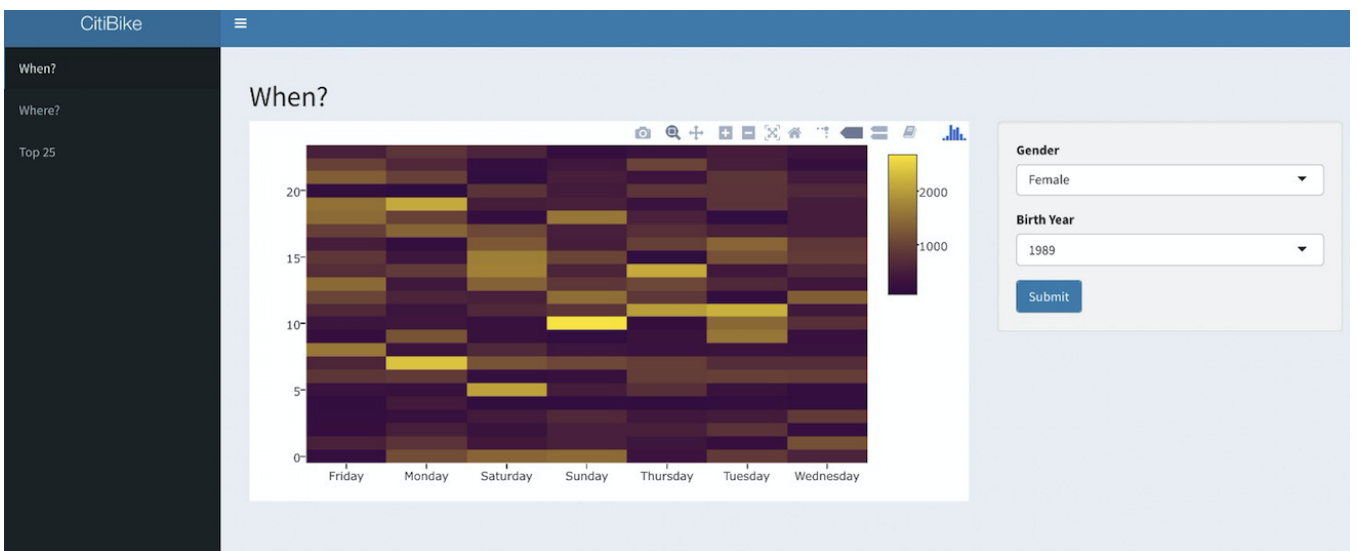 CitiBike
When?
Where?
Top 25
When?
20
15
10
5
0
Friday Monday Saturday Sunday Thursday Tuesday Wednesday
2000
1000
Gender
Female
Birth Year
1989
Submit